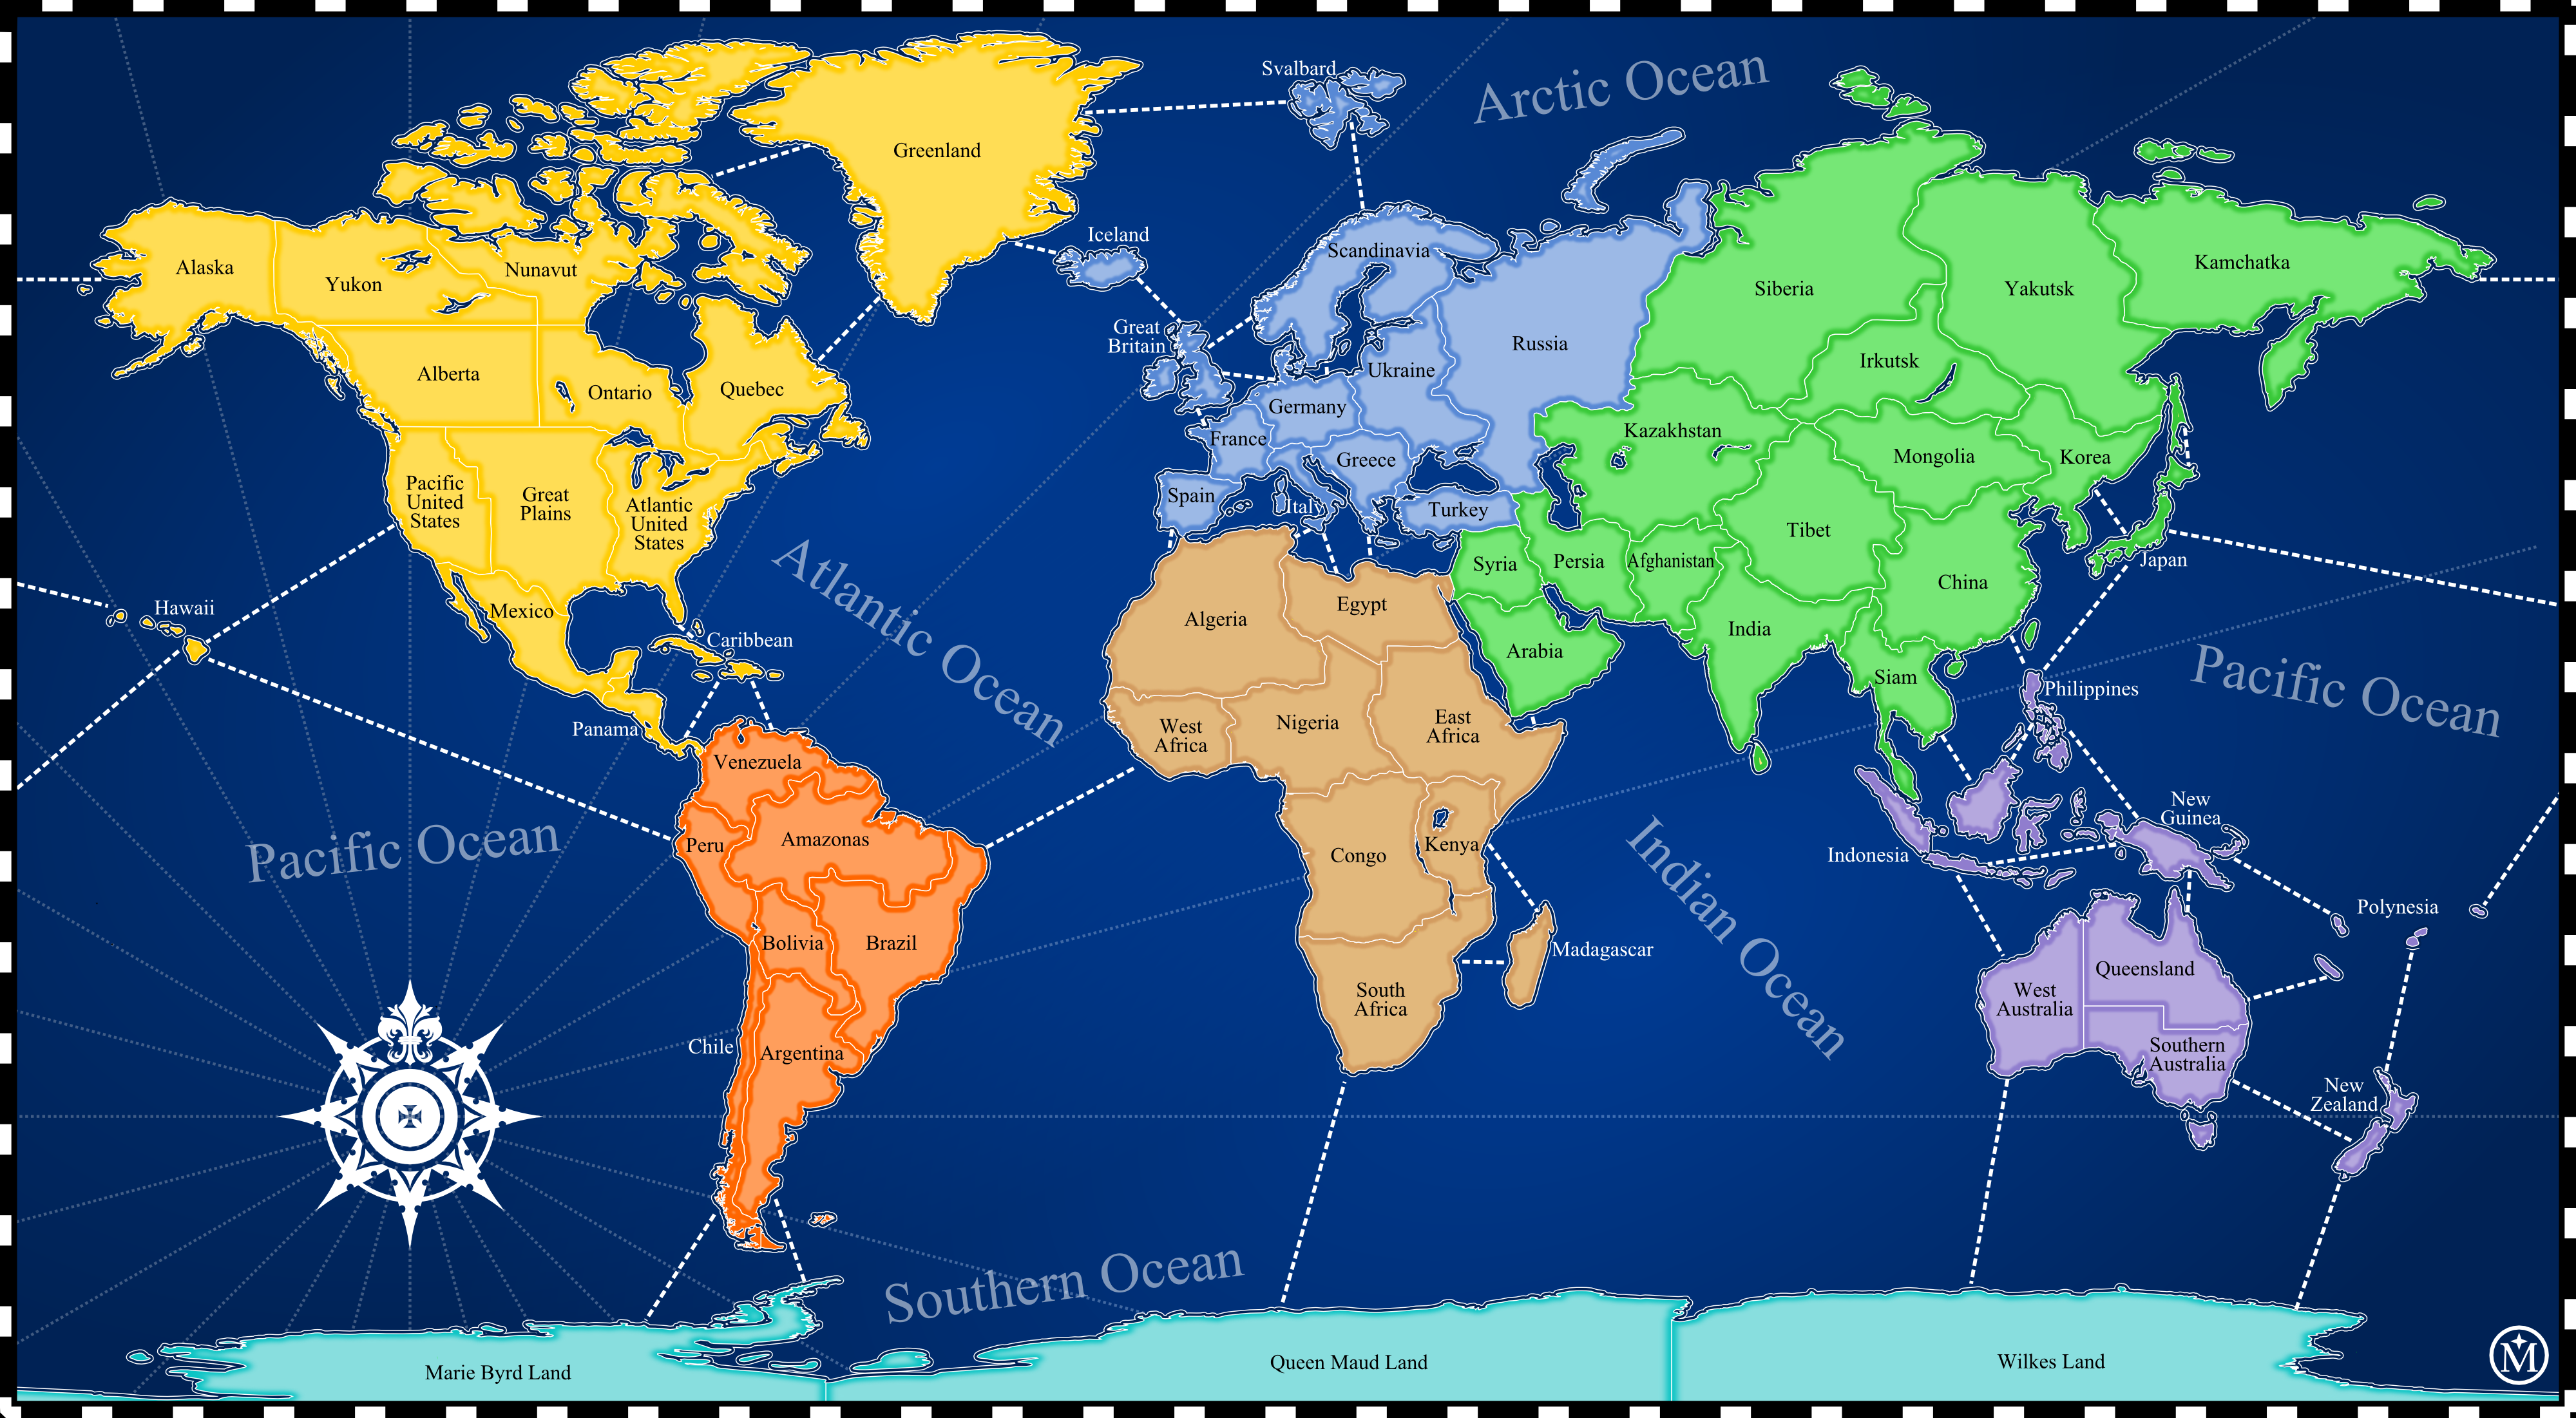 Svalbard
Arctic Ocean
Greenland
Iceland
Scandinavia
Alaska
Yukon
Nunavut
Siberia
Yakutsk
Kamchatka
Great
Britain
Russia
Irkutsk
Alberta
Ontario
Quebec
Ukraine
Germany
France
Greece
Kazakhstan
Mongolia
Korea
Pacific
United
States
Great
Plains
Atlantic
United
States
Spain
Italy
Turkey
Tibet
Syria
Persia
Afghanistan
Japan
China
Atlantic Ocean
Hawaii
Mexico
Caribbean
Algeria
Egypt
India
Arabia
Siam
Philippines
Pacific Ocean
Panama
West
Africa
Nigeria
East
Africa
Venezuela
New
Guinea
Pacific Ocean
Peru
Amazonas
Congo
Kenya
Indonesia
Indian Ocean
Polynesia
Bolivia
Brazil
Madagascar
Queensland
West
Australia
South
Africa
Chile
Argentina
Southern
Australia
New
Zealand
Southern Ocean
Marie Byrd Land
Queen Maud Land
Wilkes Land
M